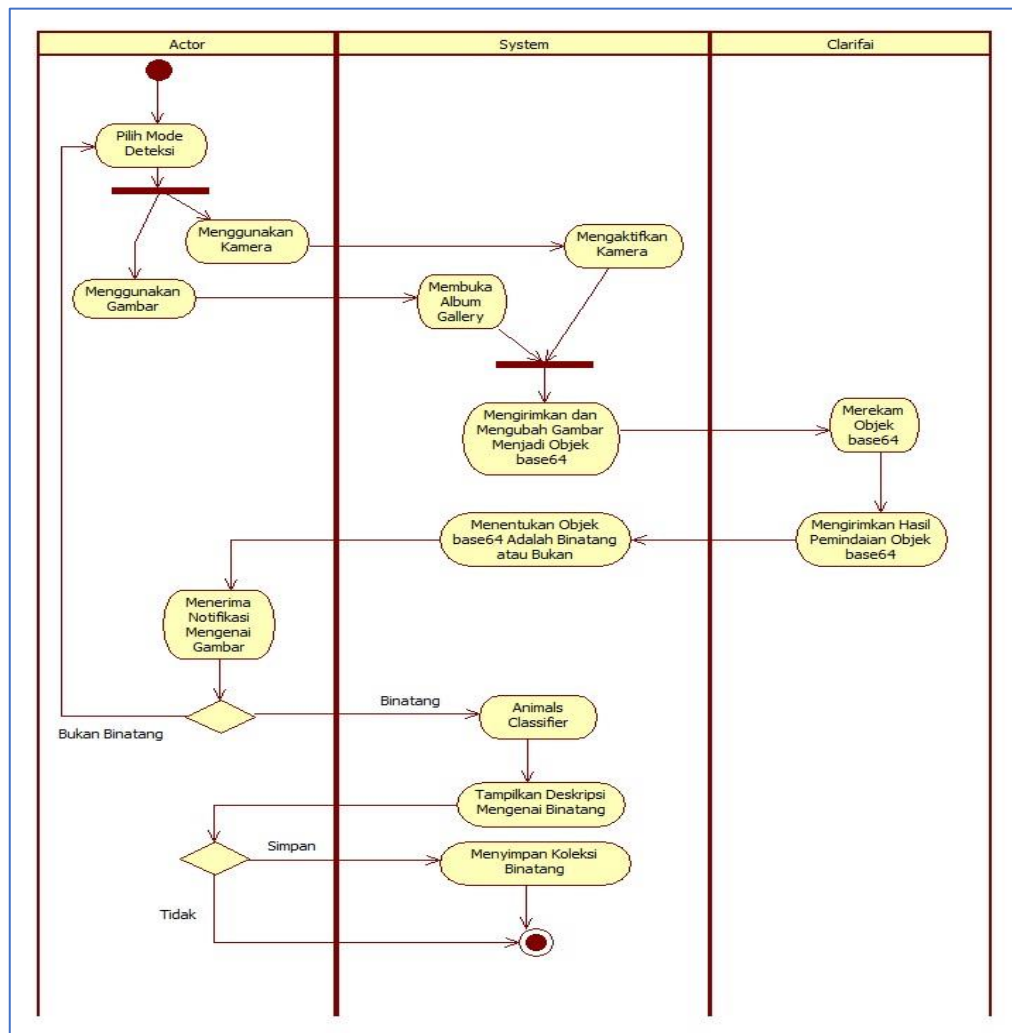 Actor
System
Clarifai
Pilih Mode
Deteksi
Menggunakan
Kamera
Mengaktifkan
Kamera
Menggunakan
Gambar
Membuka
Album
Gallery
Mengirimkan dan
Mengubah Gambar
Menjadi Objek
base64
Merekam
Objek
base64
Mengirimkan Hasil
Pemindaian Objek
base64
Menentukan Objek
base64 Adalah Binatang
atau Bukan
Menerima
Notifikasi
Mengenai
Gambar
Bukan Binatang
Binatang
Animals
Classifier
Tampilkan Deskripsi
Mengenai Binatang
Simpan
Menyimpan Koleksi
Binatang
Tidak